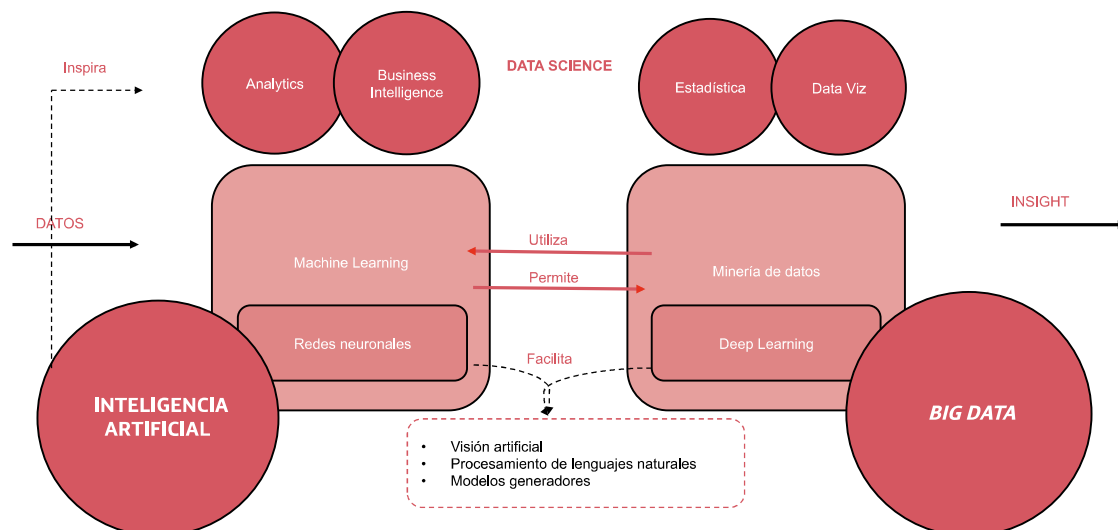 Inspira
Analytics
Business
Intelligence
DATA SCIENCE
Estadística
Data Viz
DATOS
INSIGHT
Utiliza
Machine Learning
Minería de datos
Permite
Redes neuronales
Facilita
Deep Learning
INTELIGENCIA
ARTIFICIAL
BIG DATA
• Visión artificial
• Procesamiento de lenguajes naturales
• Modelos generadores